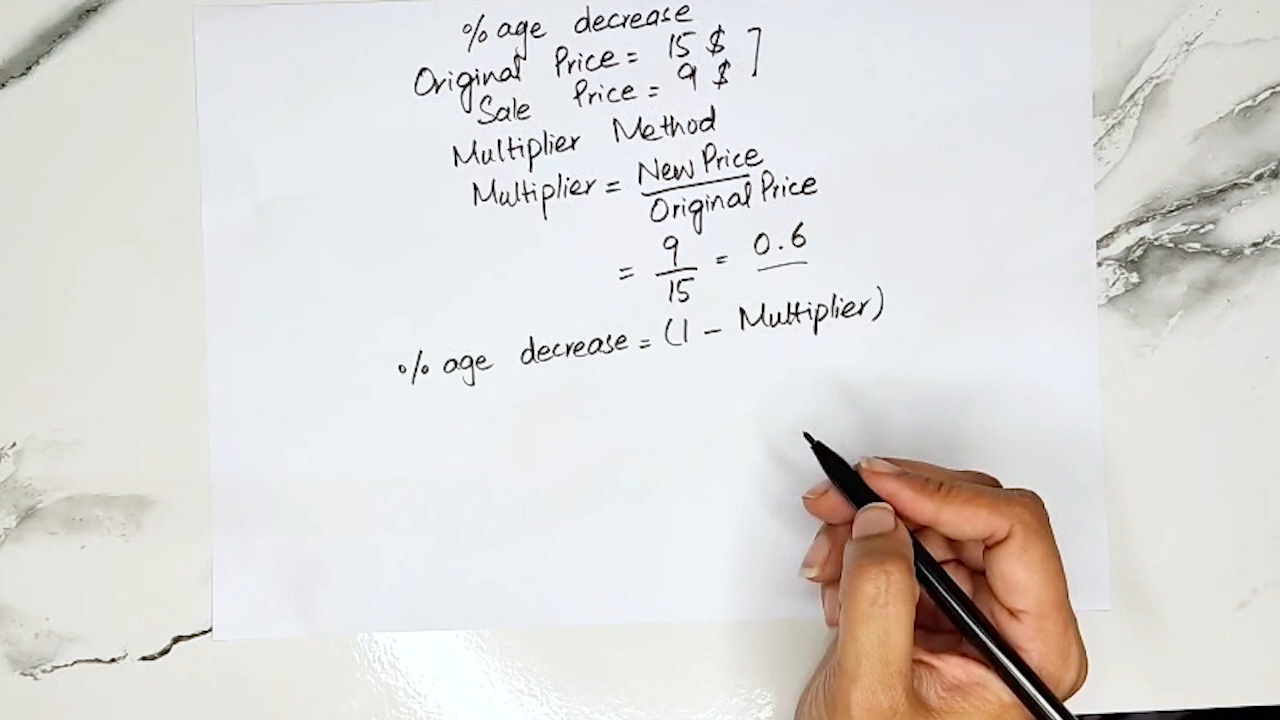 % age decrease
Original Price = 15 $ ]
Sale Price = 9 $
Multiplier Method
Multiplier = New Price
Original Price
= 9 = 0.6
15
% age decrease = (1 - Multiplier)